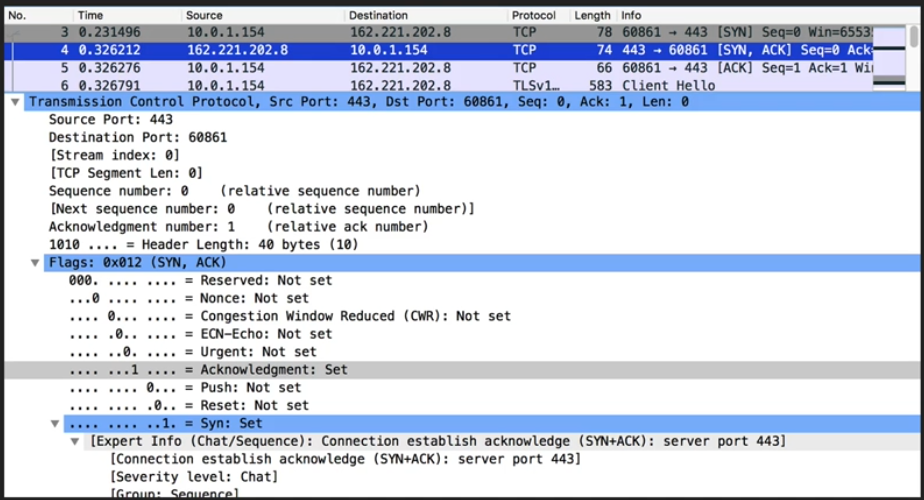 No. Time Source Destination Protocol Length Info
3 0.231496 10.0.1.154 162.221.202.8 TCP 78 60861 → 443 [SYN] Seq=0 Win=6553
4 0.326212 162.221.202.8 10.0.1.154 TCP 74 443 → 60861 [SYN, ACK] Seq=0 Ack
5 0.326276 10.0.1.154 162.221.202.8 TCP 66 60861 → 443 [ACK] Seq=1 Ack=1 Wi
6 0.326791 10.0.1.154 162.221.202.8 TLSv1… 583 Client Hello
Transmission Control Protocol, Src Port: 443, Dst Port: 60861, Seq: 0, Ack: 1, Len: 0
Source Port: 443
Destination Port: 60861
[Stream index: 0]
[TCP Segment Len: 0]
Sequence number: 0 (relative sequence number)
[Next sequence number: 0 (relative sequence number)]
Acknowledgment number: 1 (relative ack number)
1010 .... = Header Length: 40 bytes (10)
Flags: 0x012 (SYN, ACK)
000. .... .... = Reserved: Not set
...0 .... .... = Nonce: Not set
.... 0... .... = Congestion Window Reduced (CWR): Not set
.... .0.. .... = ECN-Echo: Not set
.... ..0. .... = Urgent: Not set
.... ...1 .... = Acknowledgment: Set
.... .... 0... = Push: Not set
.... .... .0.. = Reset: Not set
.... .... ..1. = Syn: Set
[Expert Info (Chat/Sequence): Connection establish acknowledge (SYN+ACK): server port 443]
[Connection establish acknowledge (SYN+ACK): server port 443]
[Severity level: Chat]
[Group: Sequence]